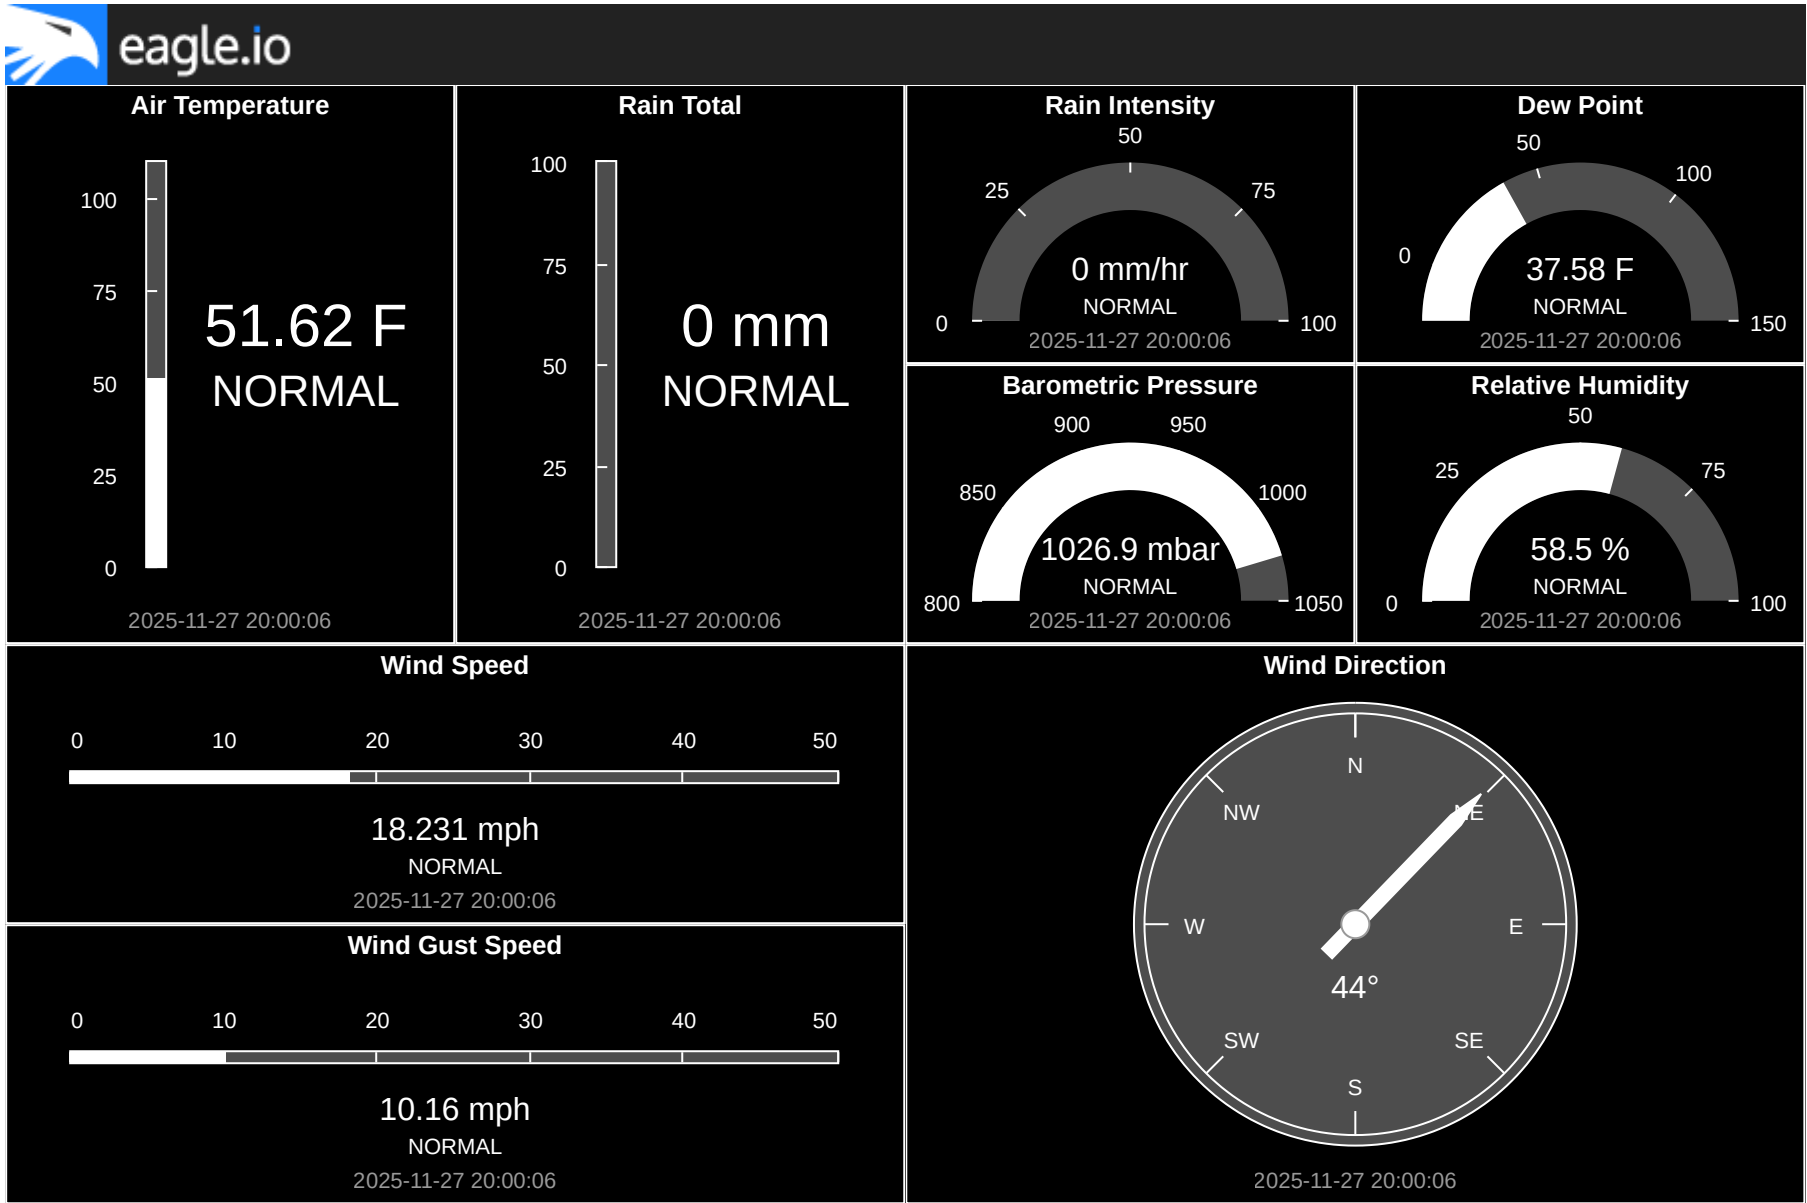 eagle.io
Air Temperature
100
75
50
25
0
51.62 F
NORMAL
2025-11-27 20:00:06
Rain Total
100
75
50
25
0
0 mm
NORMAL
2025-11-27 20:00:06
Rain Intensity
50
25
75
0
100
0 mm/hr
NORMAL
2025-11-27 20:00:06
Dew Point
50
100
0
150
37.58 F
NORMAL
2025-11-27 20:00:06
Barometric Pressure
900
950
850
1000
800
1050
1026.9 mbar
NORMAL
2025-11-27 20:00:06
Relative Humidity
50
25
75
0
100
58.5 %
NORMAL
2025-11-27 20:00:06
Wind Speed
0 10 20 30 40 50
18.231 mph
NORMAL
2025-11-27 20:00:06
Wind Gust Speed
0 10 20 30 40 50
10.16 mph
NORMAL
2025-11-27 20:00:06
Wind Direction
N
NW
NE
W
E
44°
SW
SE
S
2025-11-27 20:00:06